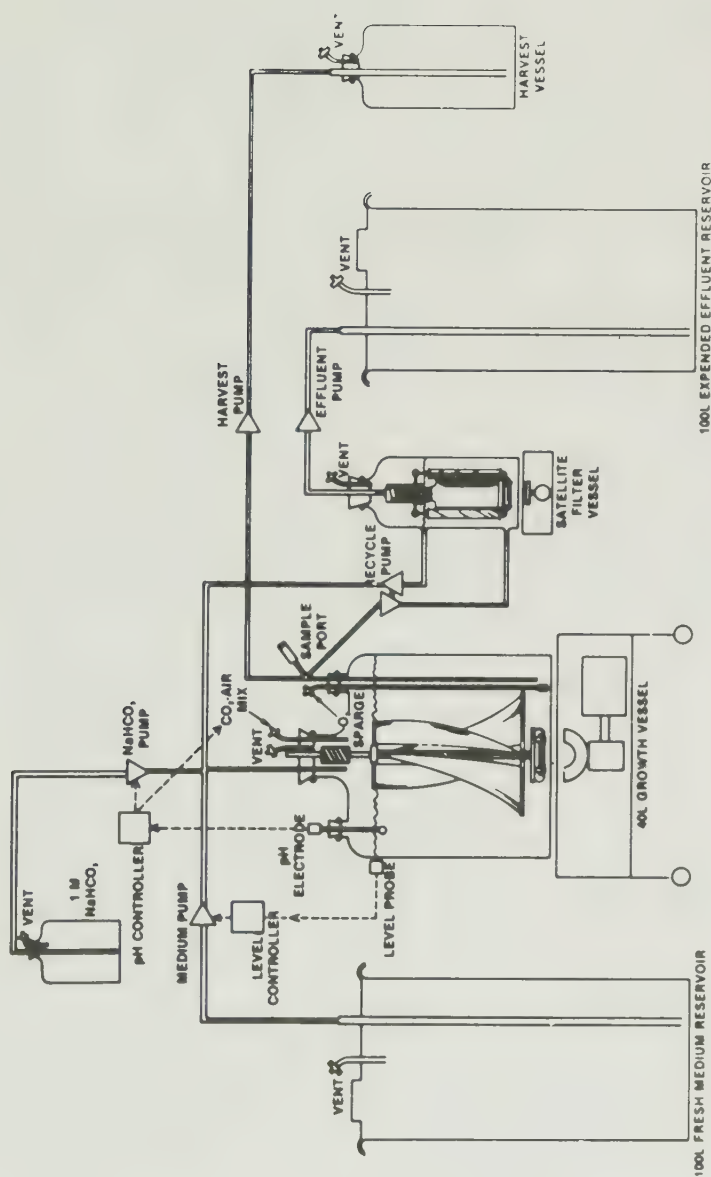 VENT
1 M
NaHCO₃
NaHCO₃
PUMP
pH CONTROLLER
CO₂-AIR
MIX
MEDIUM PUMP
LEVEL
CONTROLLER
VENT
pH
ELECTRODE
LEVEL PROBE
SPARGE
SAMPLE
PORT
RECYCLE
PUMP
HARVEST
PUMP
EFFLUENT
PUMP
VENT
HARVEST
VESSEL
VENT
VENT
VENT
100L FRESH MEDIUM RESERVOIR
40L GROWTH VESSEL
SATELLITE
FILTER
VESSEL
100L EXPENDED EFFLUENT RESERVOIR